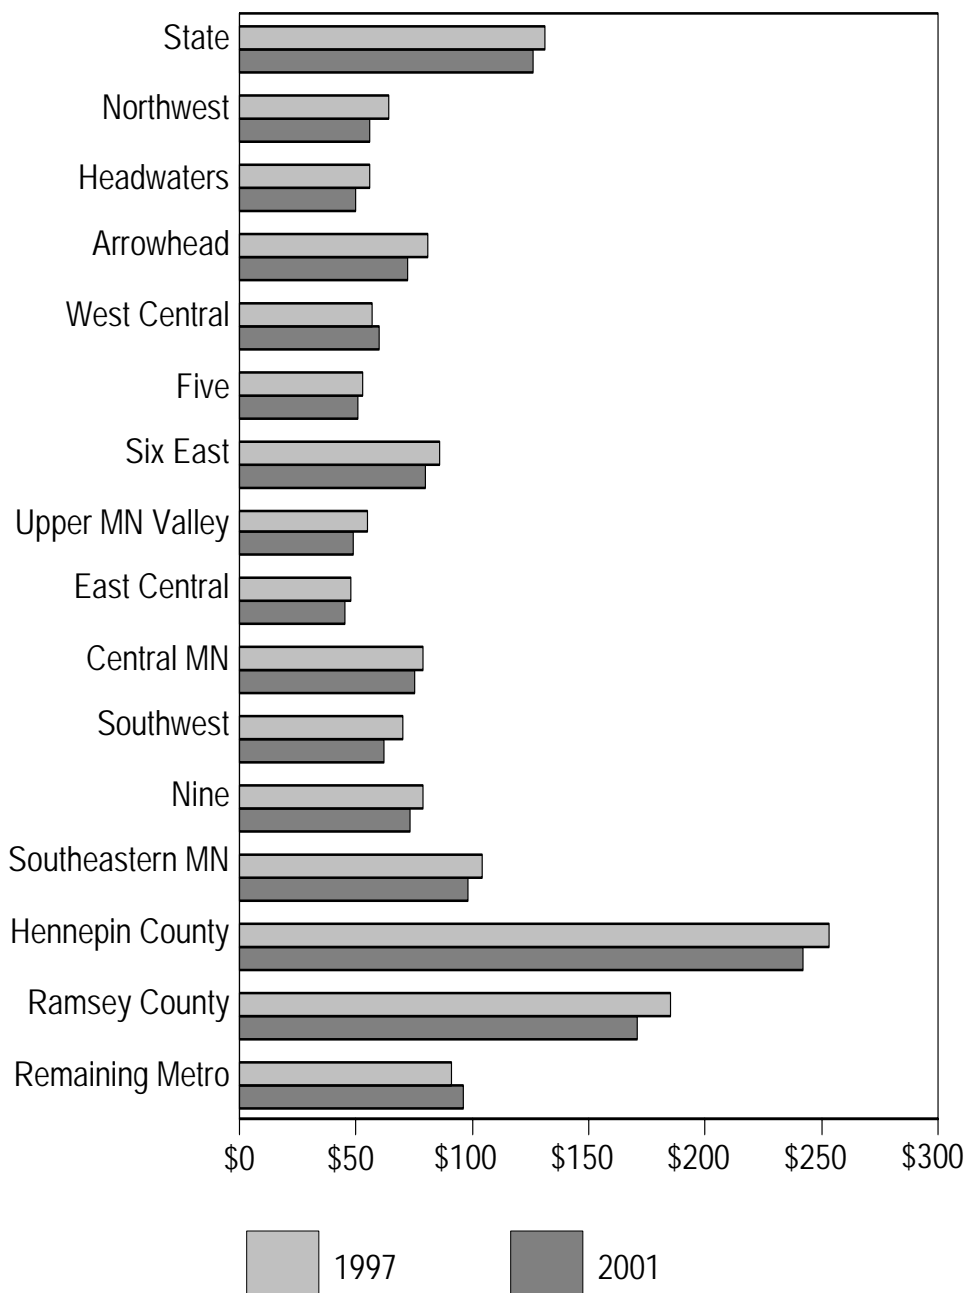 State
Northwest
Headwaters
Arrowhead
West Central
Five
Six East
Upper MN Valley
East Central
Central MN
Southwest
Nine
Southeastern MN
Hennepin County
Ramsey County
Remaining Metro
$0 $50 $100 $150 $200 $250 $300
1997 2001